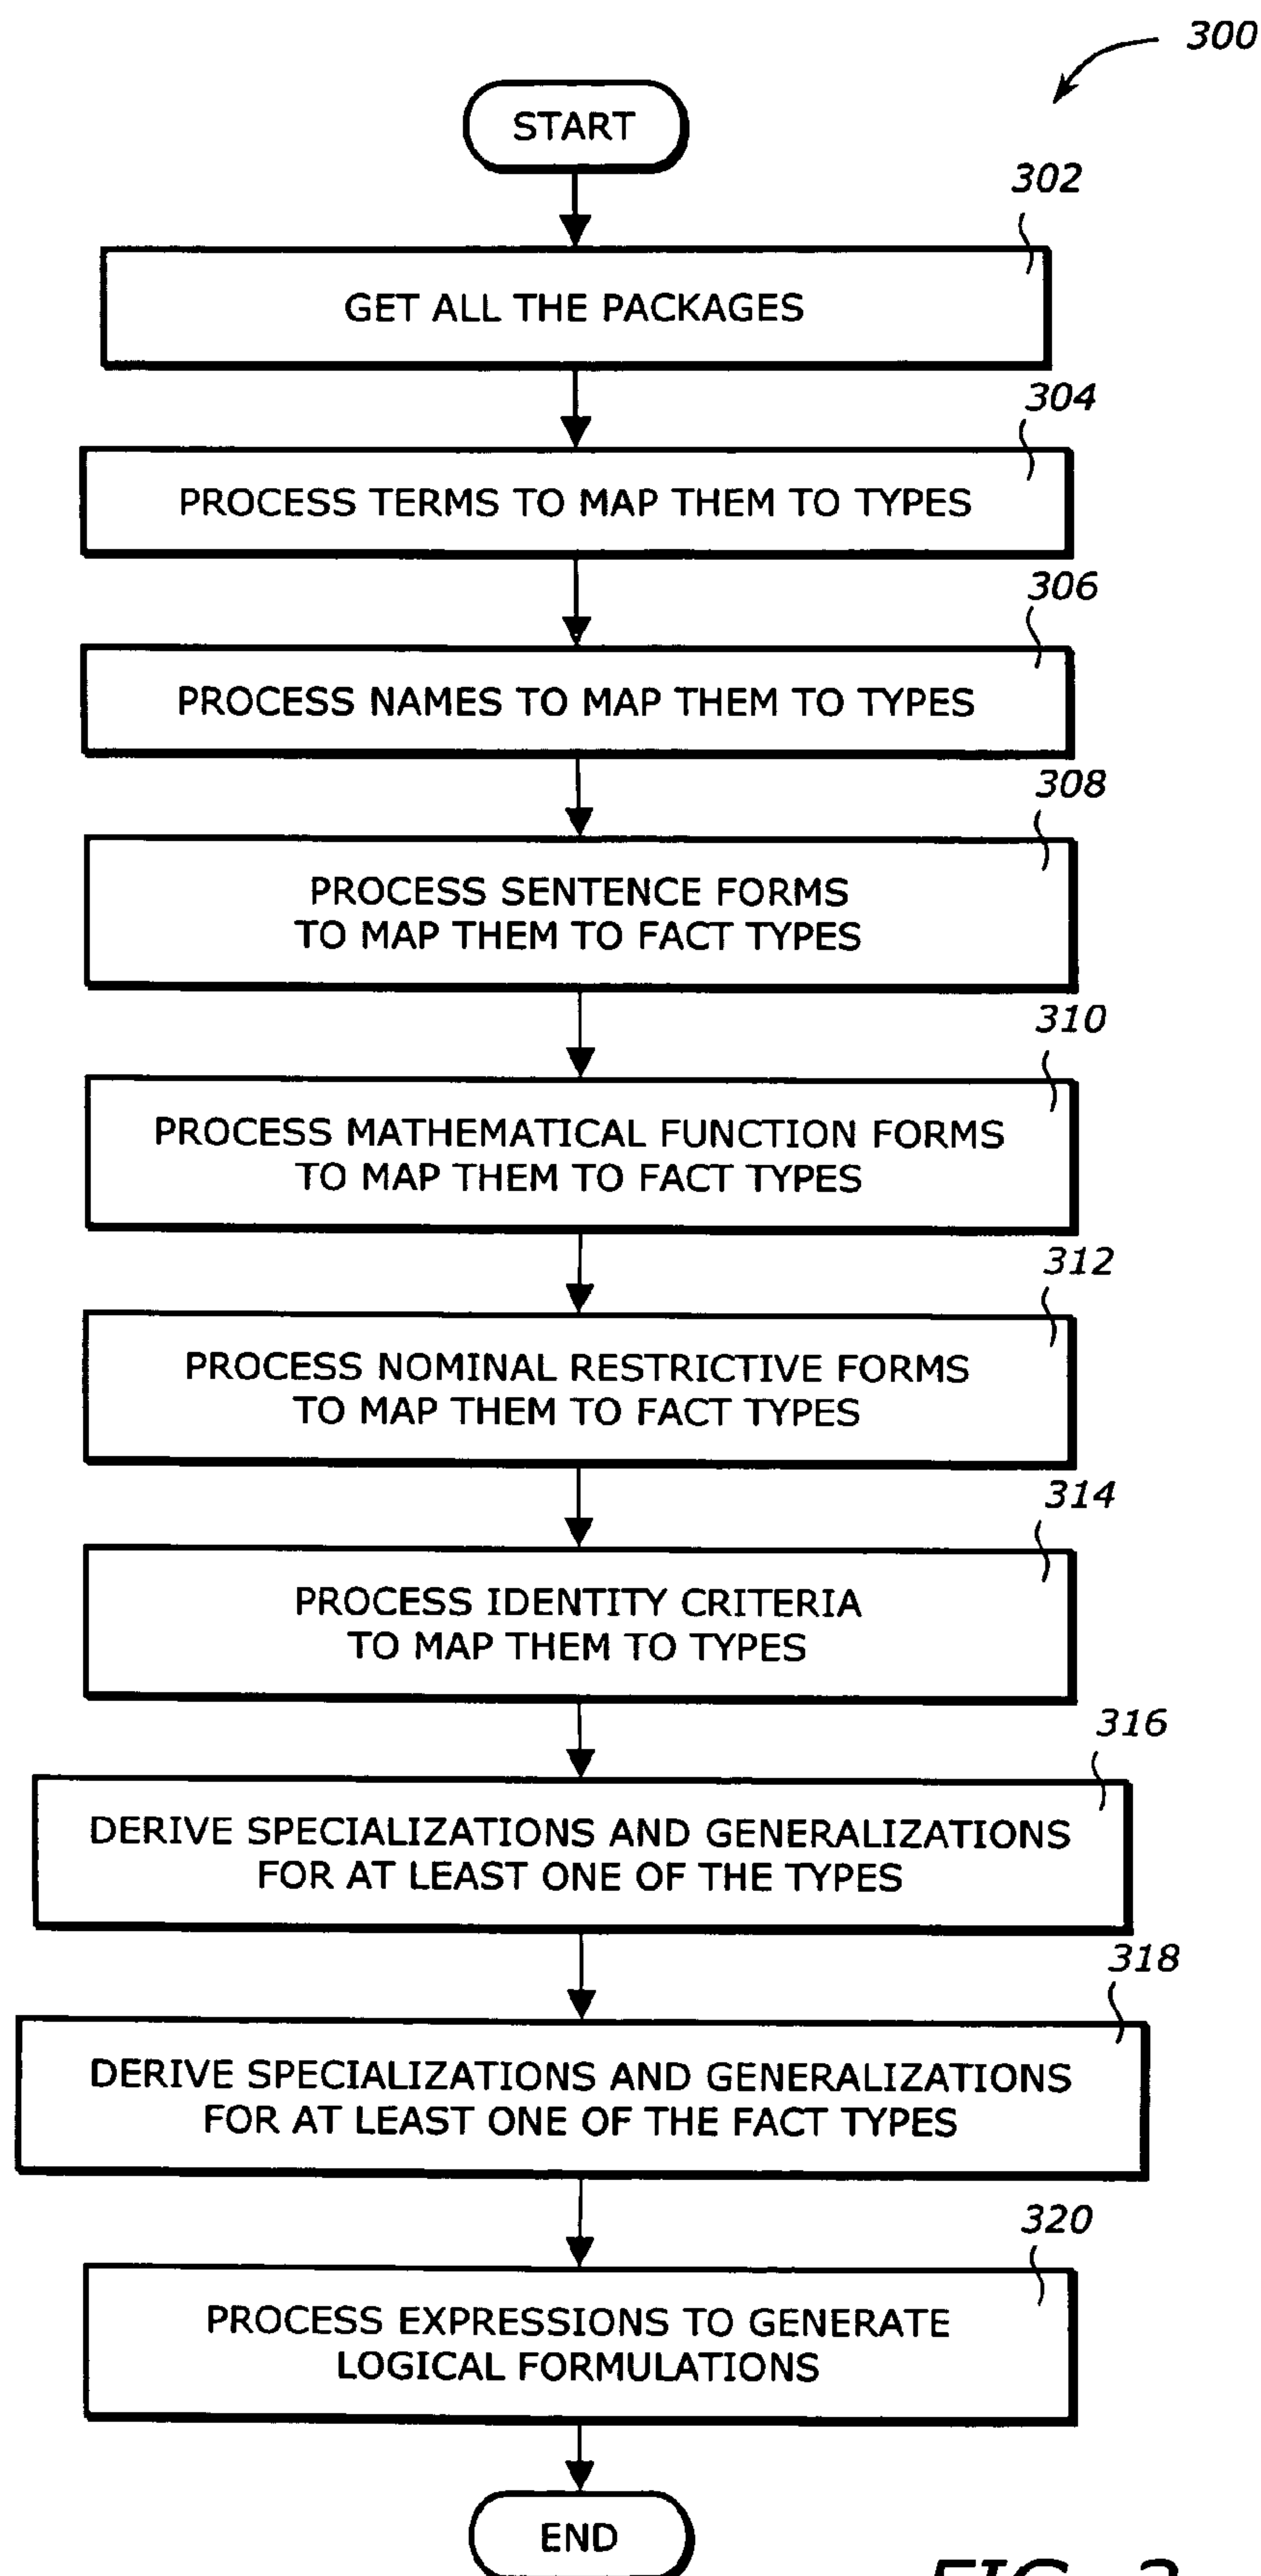 300
START
302
GET ALL THE PACKAGES
304
PROCESS TERMS TO MAP THEM TO TYPES
306
PROCESS NAMES TO MAP THEM TO TYPES
308
PROCESS SENTENCE FORMS
TO MAP THEM TO FACT TYPES
310
PROCESS MATHEMATICAL FUNCTION FORMS
TO MAP THEM TO FACT TYPES
312
PROCESS NOMINAL RESTRICTIVE FORMS
TO MAP THEM TO FACT TYPES
314
PROCESS IDENTITY CRITERIA
TO MAP THEM TO TYPES
316
DERIVE SPECIALIZATIONS AND GENERALIZATIONS
FOR AT LEAST ONE OF THE TYPES
318
DERIVE SPECIALIZATIONS AND GENERALIZATIONS
FOR AT LEAST ONE OF THE FACT TYPES
320
PROCESS EXPRESSIONS TO GENERATE
LOGICAL FORMULATIONS
END